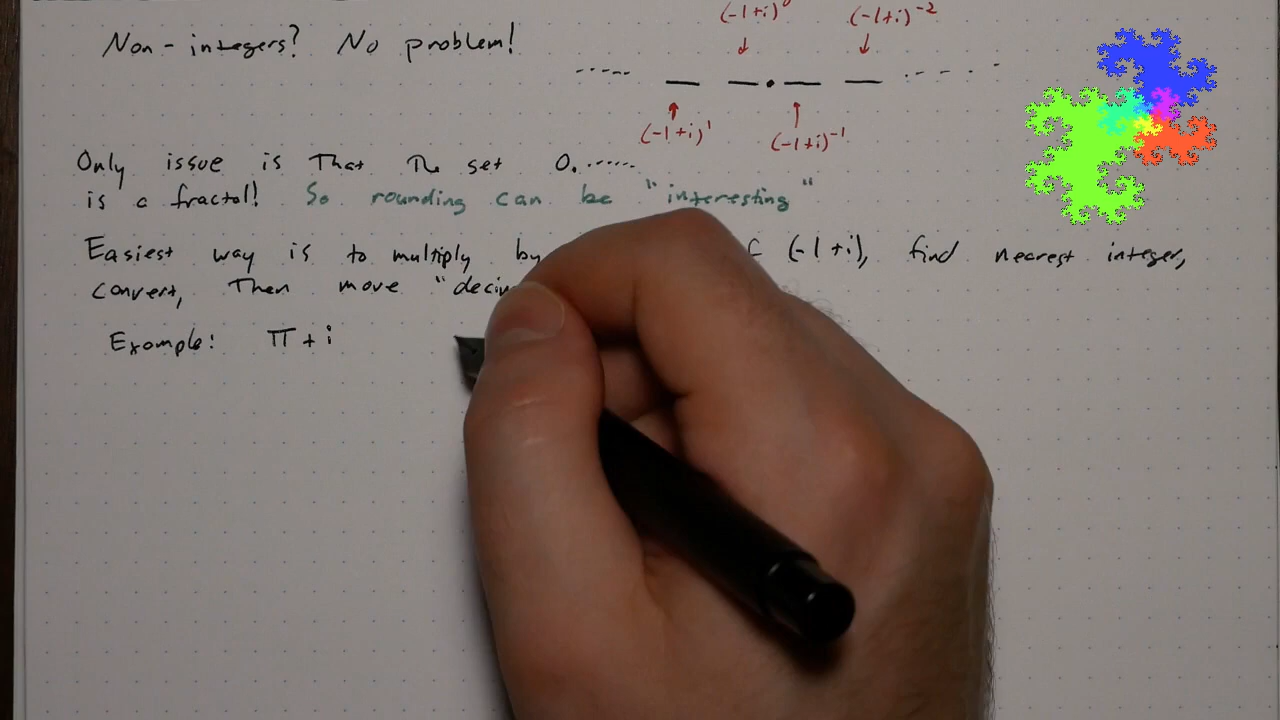 Non-integers? No problem!
(-1+i)⁰ (-1+i)⁻²
(-1+i)¹ (-1+i)⁻¹
Only issue is that the set 0.......
is a fractal! So rounding can be "interesting"
Easiest way is to multiply by (-1+i), find nearest integer,
convert, then move "decim
Example: π + i